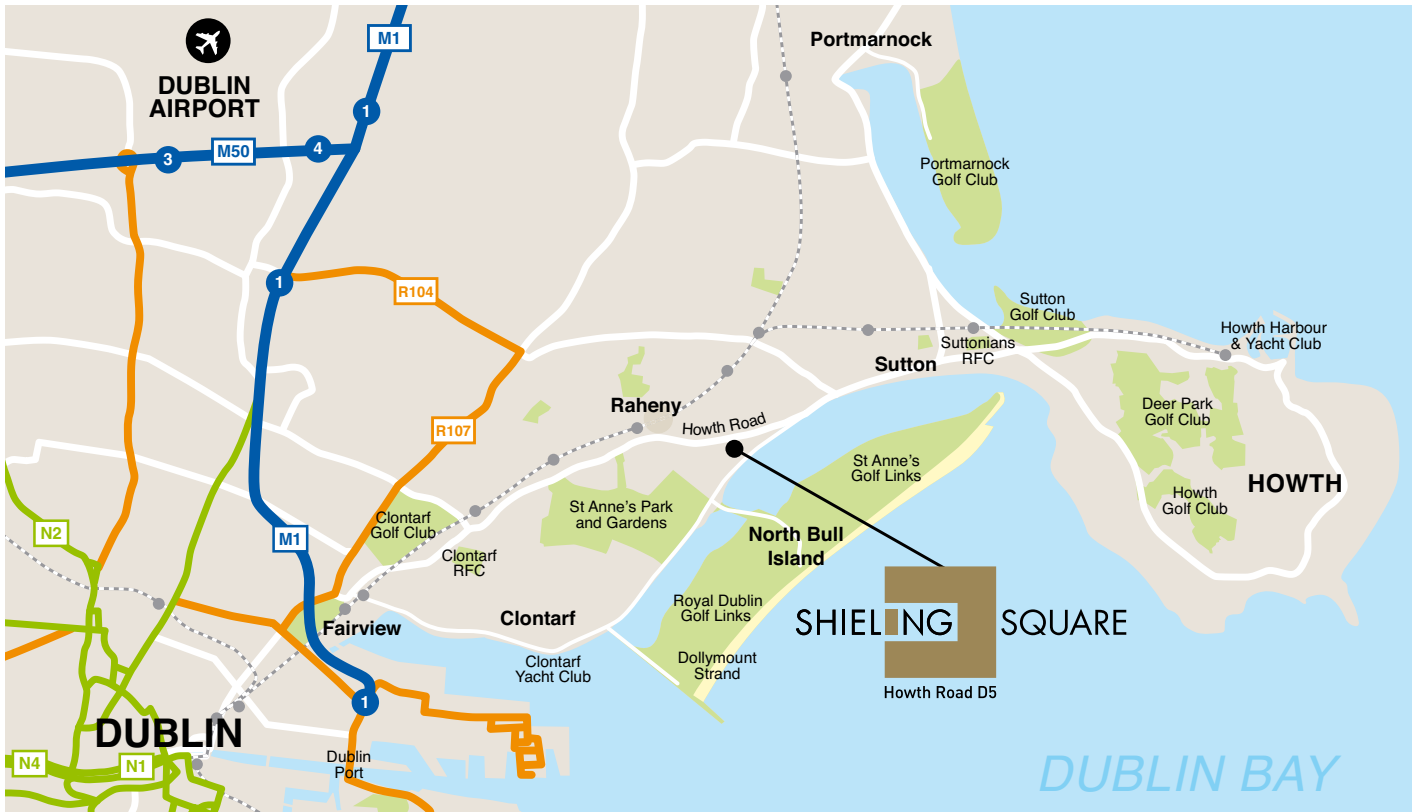 M1
Portmarnock
DUBLIN
AIRPORT
1
3
M50
4
Portmarnock
Golf Club
1
R104
Sutton
Golf Club
Howth Harbour
& Yacht Club
Suttonians
RFC
Sutton
Raheny
Howth Road
Deer Park
Golf Club
R107
St Anne's
Golf Links
HOWTH
Howth
Golf Club
St Anne's Park
and Gardens
Clontarf
Golf Club
N2
M1
North Bull
Island
Clontarf
RFC
Royal Dublin
Golf Links
Clontarf
Fairview
SHIELING SQUARE
Clontarf
Yacht Club
Dollymount
Strand
Howth Road D5
1
DUBLIN
Dublin
Port
N4
N1
DUBLIN BAY